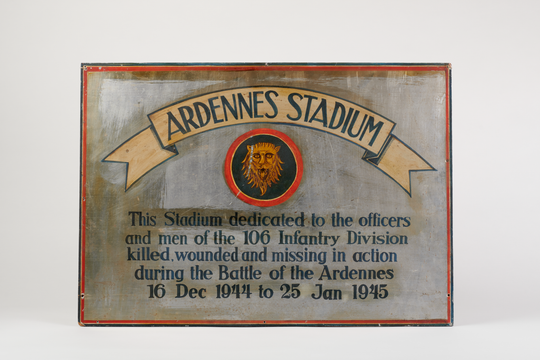 ARDENNES STADIUM
This Stadium dedicated to the officers
and men of the 106 Infantry Division
killed, wounded and missing in action
during the Battle of the Ardennes
16 Dec 1944 to 25 Jan 1945